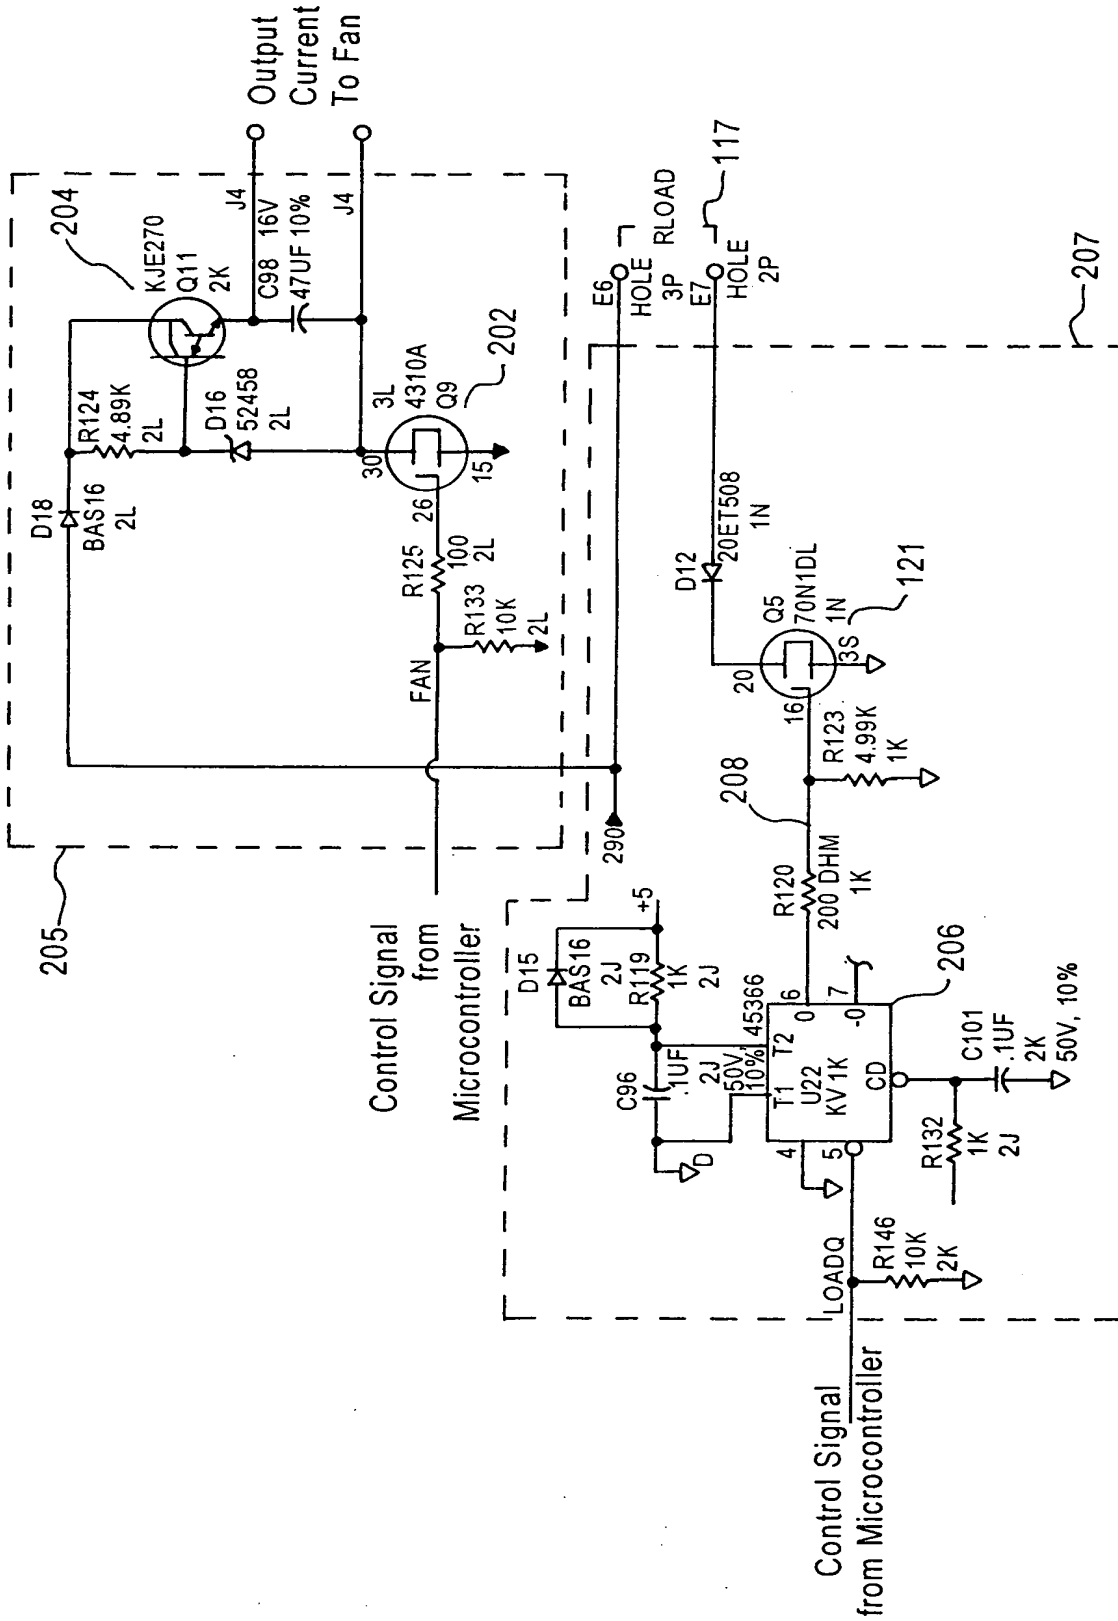 205
204
D18
BAS16
2L
R124
4.89K
2L
KJE270
Q11
2K
D16
52458
2L
C98 16V
47UF 10%
J4
J4
Output
Current
To Fan
Control Signal
from
Microcontroller
FAN
R125
100
2L
R133
10K
2L
26
30
15
3L
4310A
Q9
202
290
E6
HOLE
3P
RLOAD
E7
HOLE
2P
117
207
D15
BAS16
2J
R119
1K
2J
+5
C96
.1UF
2J
50V,
10%
D
45366
T1
T2
U22
KV1K
CD
4
5
6
O
7
-O
206
R120
200 DHM
1K
208
R123
4.99K
1K
16
20
3S
Q5
70N1DL
1N
121
D12
20ET508
1N
R132
1K
2J
C101
.1UF
2K
50V, 10%
LOADQ
R146
10K
2K
Control Signal
from Microcontroller